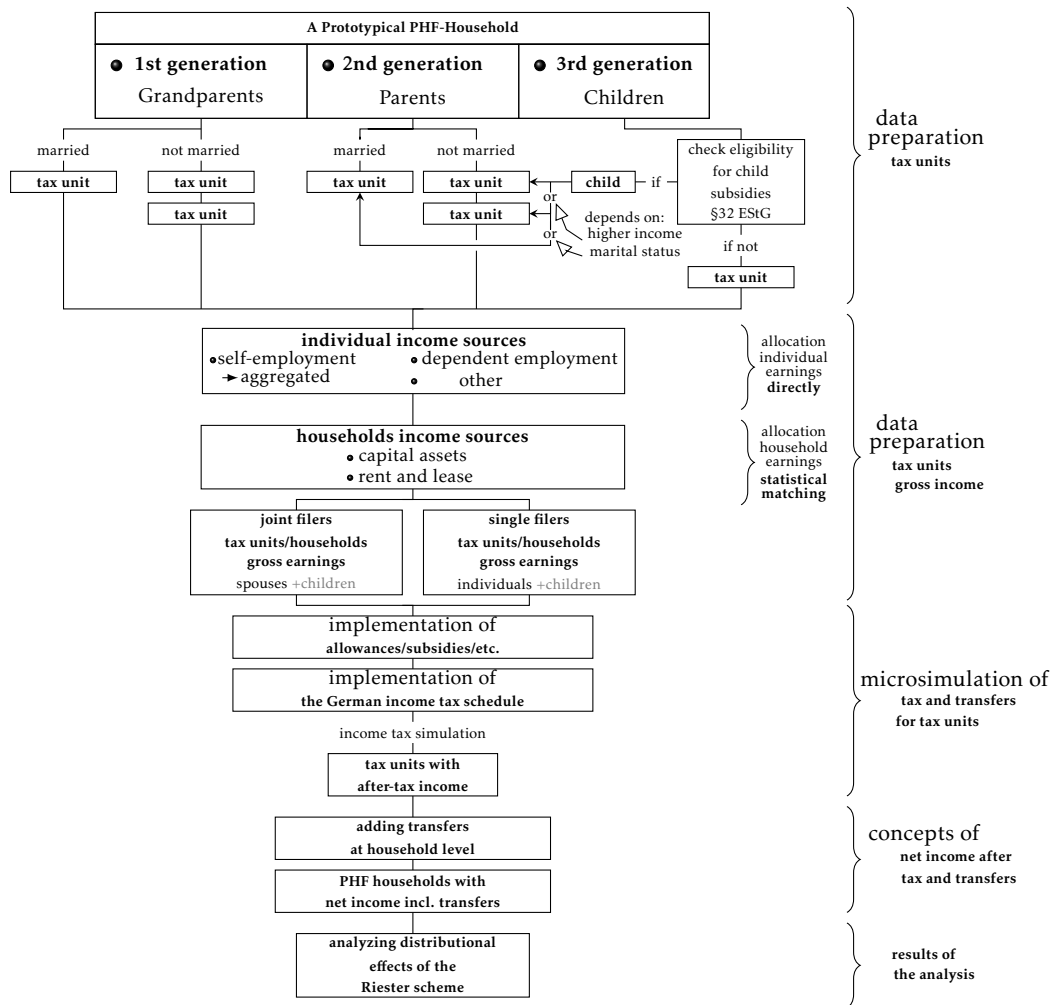 A Prototypical PHF-Household
1st generation
Grandparents
2nd generation
Parents
3rd generation
Children
data
preparation
tax units
married
not married
married
not married
check eligibility
for child
subsidies
§32 EStG
tax unit
tax unit
tax unit
tax unit
tax unit
tax unit
child
if
or
or
depends on:
higher income
marital status
if not
tax unit
individual income sources
self-employment
aggregated
dependent employment
other
allocation
individual
earnings
directly
households income sources
capital assets
rent and lease
allocation
household
earnings
statistical
matching
data
preparation
tax units
gross income
joint filers
tax units/households
gross earnings
spouses +children
single filers
tax units/households
gross earnings
individuals +children
implementation of
allowances/subsidies/etc.
implementation of
the German income tax schedule
income tax simulation
tax units with
after-tax income
microsimulation of
tax and transfers
for tax units
adding transfers
at household level
PHF households with
net income incl. transfers
concepts of
net income after
tax and transfers
analyzing distributional
effects of the
Riester scheme
results of
the analysis